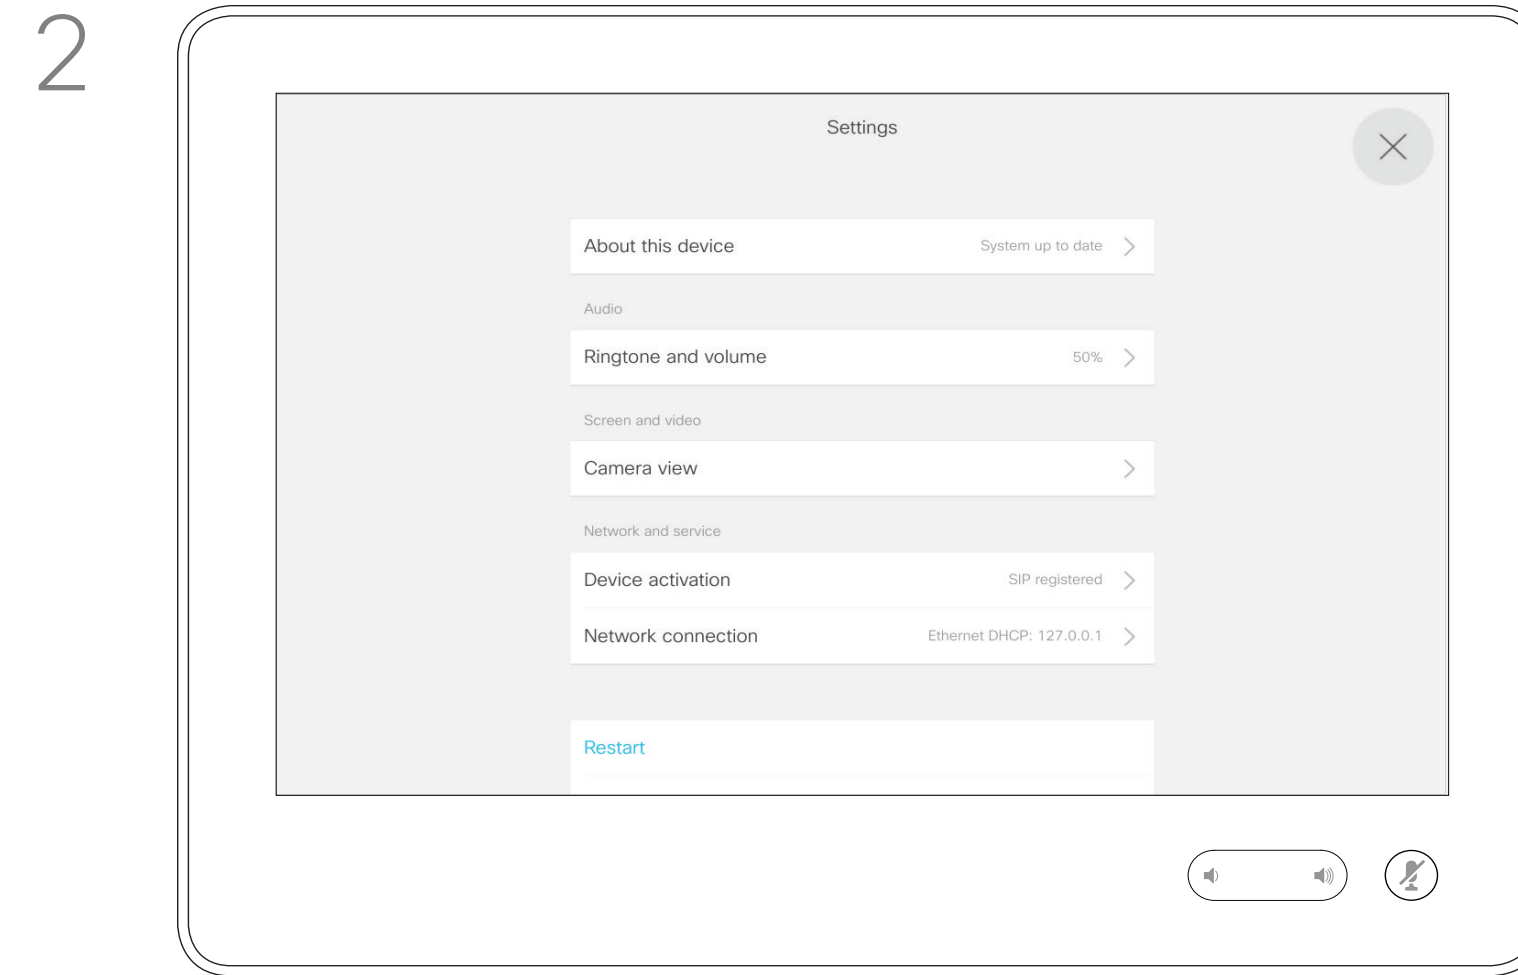 2
Settings
About this device System up to date
Audio
Ringtone and volume 50%
Screen and video
Camera view
Network and service
Device activation SIP registered
Network connection Ethernet DHCP: 127.0.0.1
Restart